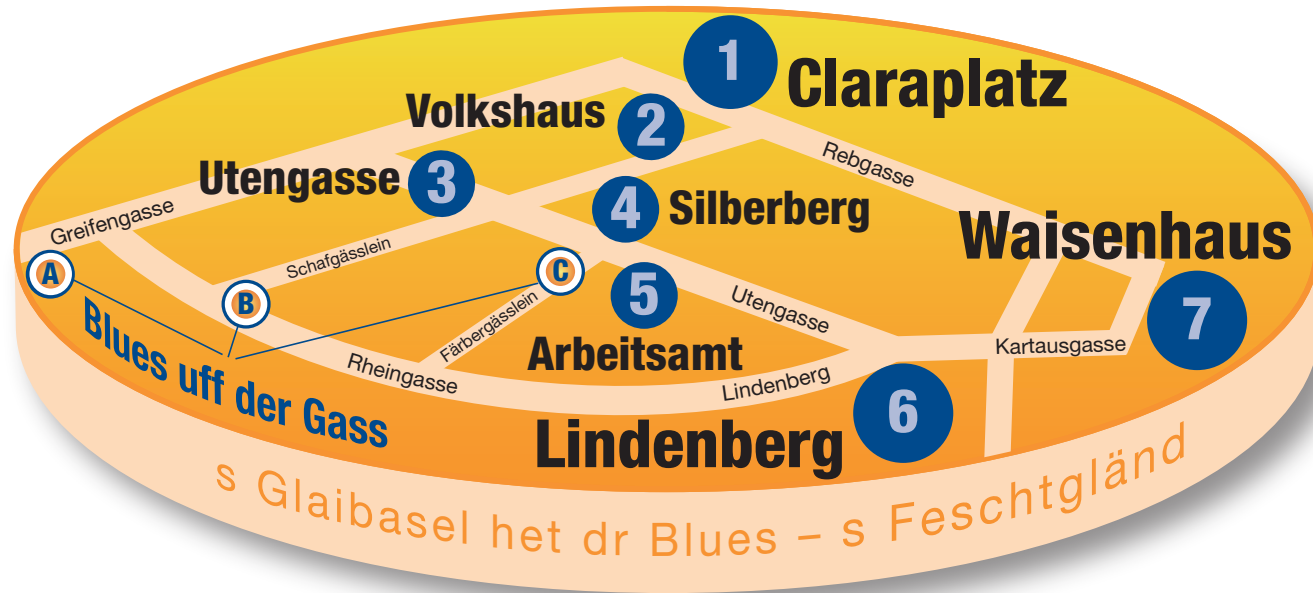 1 Claraplatz
Volkshaus 2
Rebgasse
Utengasse 3
4 Silberberg
Greifengasse
Waisenhaus
Schafgässlein
A
B
C
5
Utengasse
7
Färbergässlein
Arbeitsamt
Kartausgasse
Rheingasse
Lindenberg
Blues uff der Gass
6
Lindenberg
s Glaibasel het dr Blues – s Feschtgländ